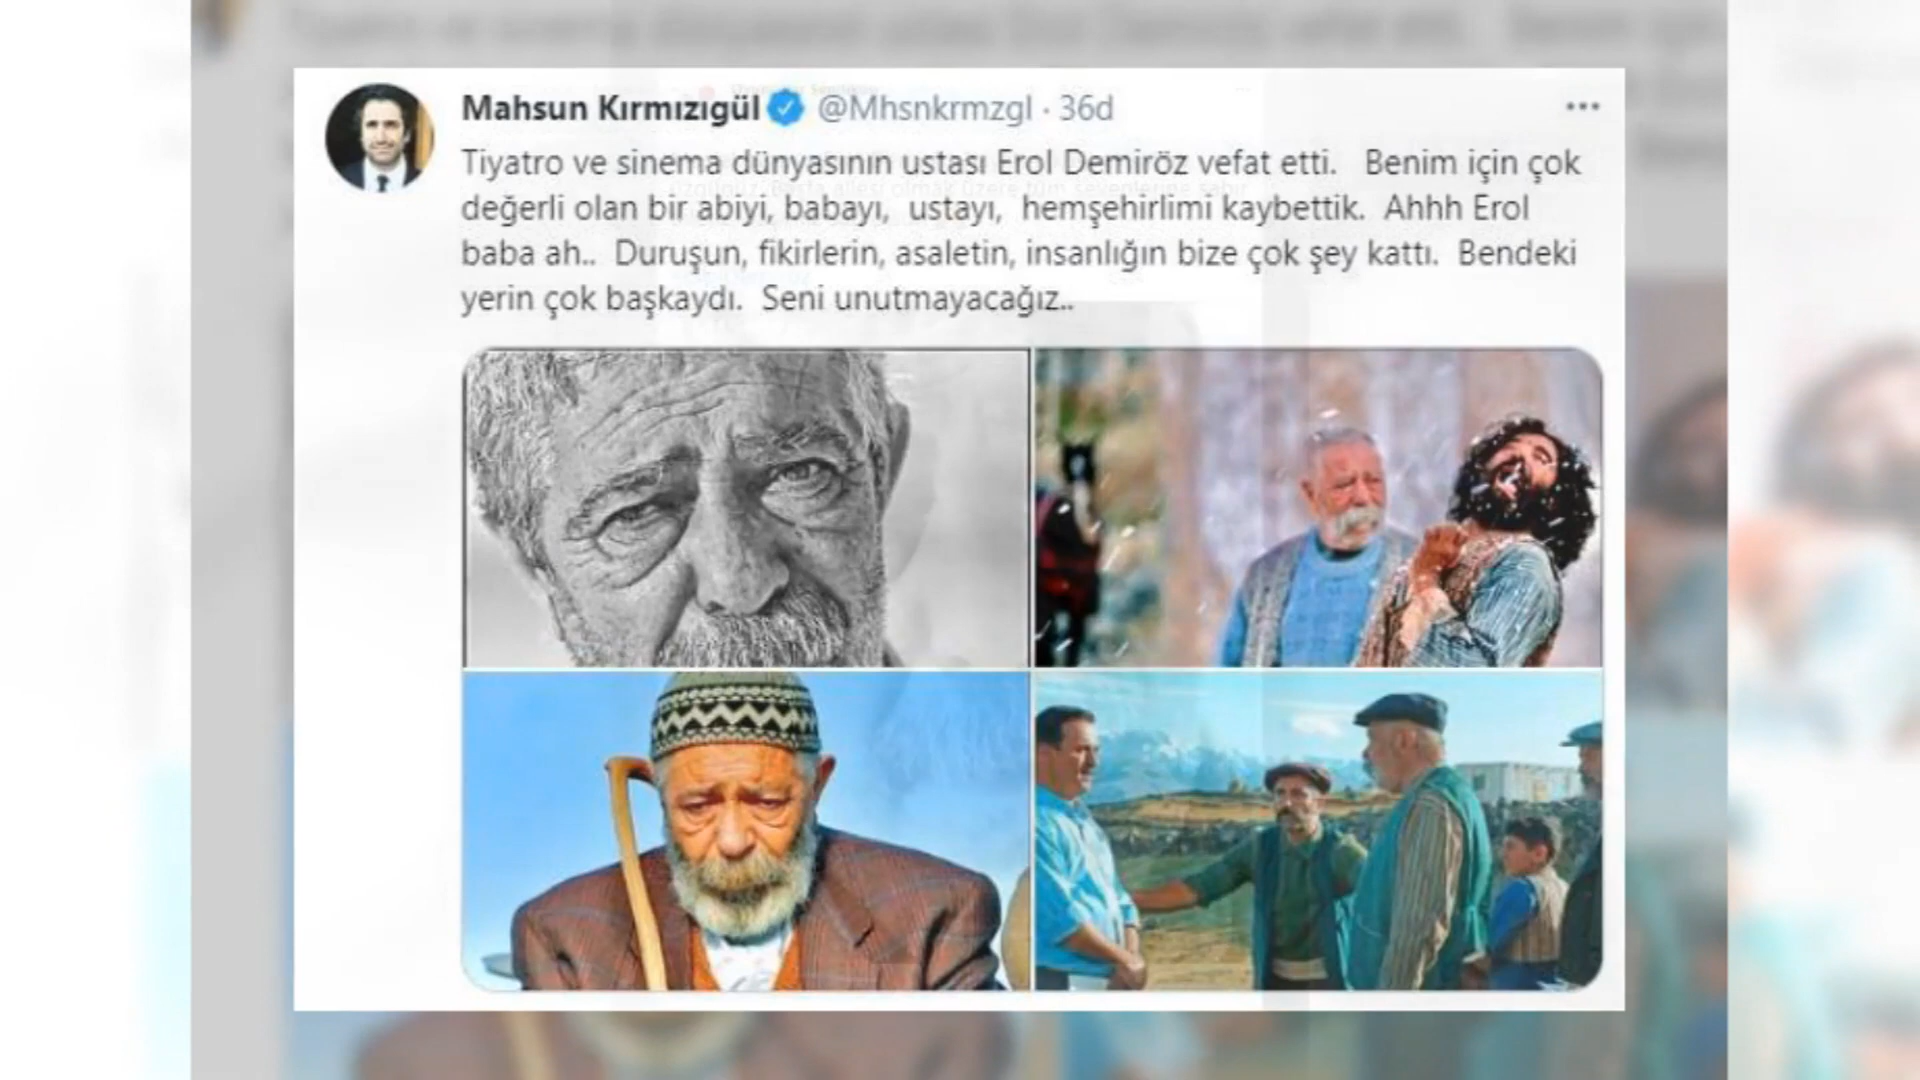 Mahsun Kırmızıgül @Mhsnkrmzgl · 36d
Tiyatro ve sinema dünyasının ustası Erol Demiröz vefat etti. Benim için çok
değerli olan bir abiyi, babayı, ustayı, hemşehirlimi kaybettik. Ahhh Erol
baba ah.. Duruşun, fikirlerin, asaletin, insanlığın bize çok şey kattı. Bendeki
yerin çok başkaydı. Seni unutmayacağız..